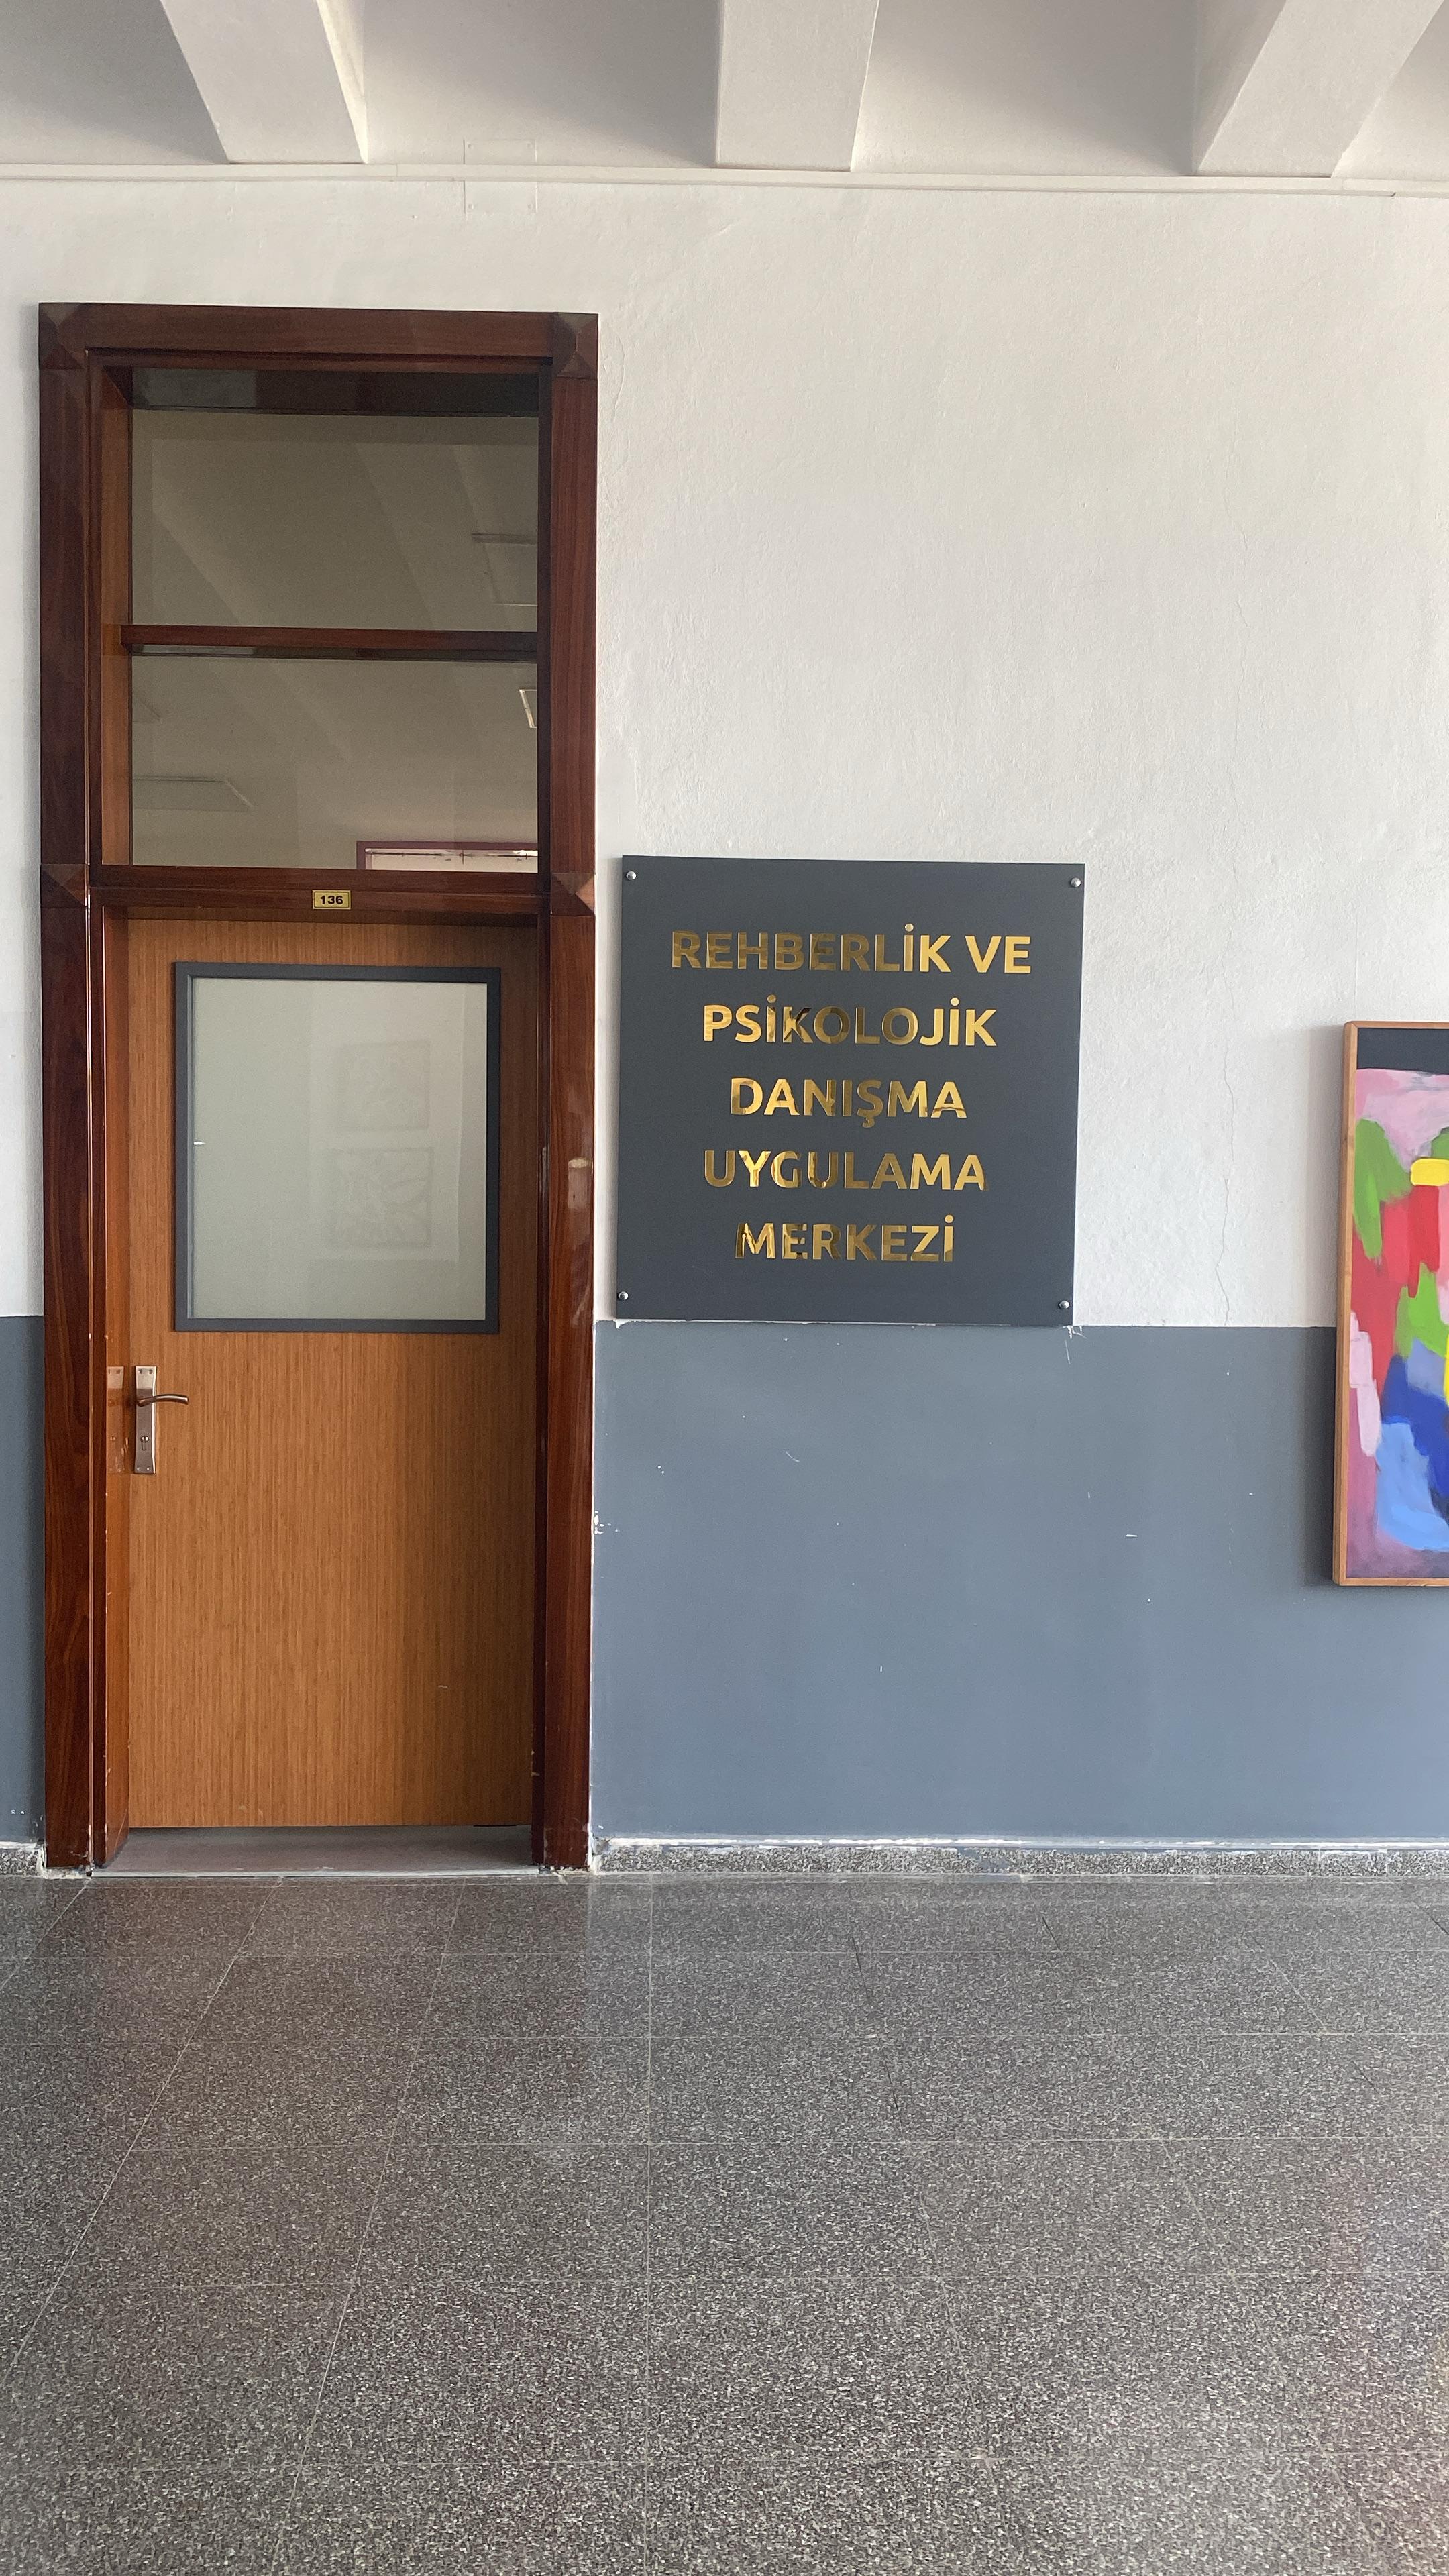 136
REHBERLİK VE
PSİKOLOJİK
DANIŞMA
UYGULAMA
MERKEZİ